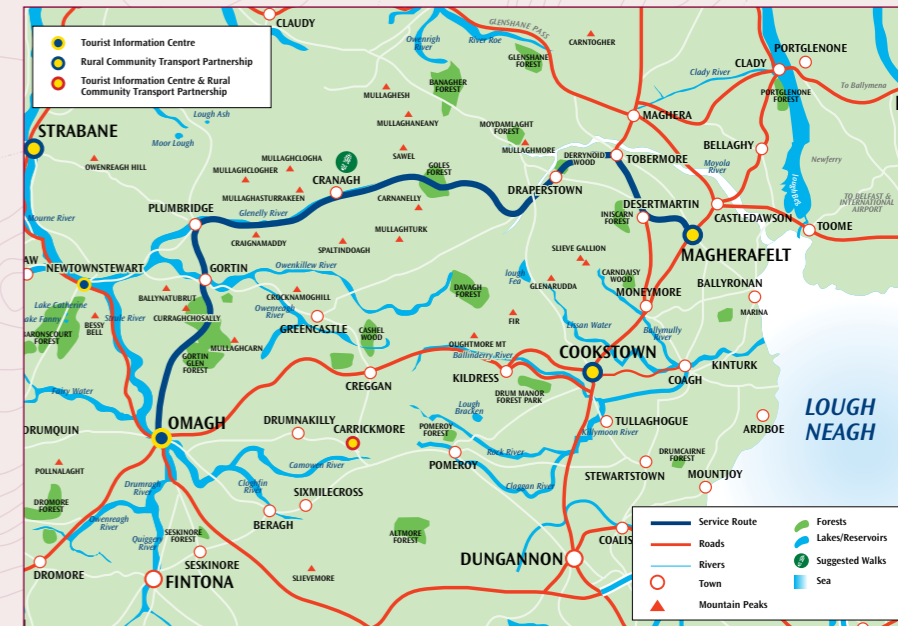 CLAUDY
GLENSHANE PASS
Owenrigh
River
River Roe
CARNTOGHER
GLENSHANE
FOREST
PORTGLENONE
CLADY
Clady River
To Ballymena
PORTGLENONE
FOREST
Tourist Information Centre
Rural Community Transport Partnership
Tourist Information Centre & Rural
Community Transport Partnership
BANAGHER
FOREST
MULLAGHESH
MULLAGHANEANY
MOYDAMLAGHT
FOREST
MAGHERA
Lough Ash
STRABANE
Moor Lough
OWENREAGH HILL
MULLAGHCLOGHA
MULLAGHCLOGHER
MULLAGHASTURRAKEEN
CRANAGH
SAWEL
GOLES
FOREST
MULLAGHMORE
DERRYNOID
WOOD
TOBERMORE
BELLAGHY
Moyola
River
Newferry
Lough Beg
DRAPERSTOWN
DESERTMARTIN
INISCARN
FOREST
CASTLEDAWSON
TO BELFAST &
INTERNATIONAL
AIRPORT
TOOME
Mourne River
PLUMBRIDGE
Glenelly River
CARNANELLY
CRAIGNAMADDY
SPALTINDOAGH
MULLAGHTURK
MAGHERAFELT
AW
NEWTOWNSTEWART
GORTIN
Owenkillew River
SLIEVE GALLION
lough
Fea
GLENARUDDA
CARNDAISY
WOOD
MONEYMORE
BALLYRONAN
MARINA
Lake Catherine
ake Fanny
BARONSCOURT
FOREST
BESSY
BELL
Strule River
BALLYNATUBRUT
CURRAGHCHOSALLY
CROCKNAMOGHILL
Owenreagh
River
GREENCASTLE
DAVAGH
FOREST
FIR
Lissan Water
Ballymully
River
MULLAGHCARN
GORTIN
GLEN
FOREST
CASHEL
WOOD
OUGHTMORE MT
Ballinderry River
COOKSTOWN
KINTURK
COAGH
CREGGAN
KILDRESS
DRUM MANOR
FOREST PARK
Fairy Water
Lough
Bracken
LOUGH
NEAGH
DRUMQUIN
OMAGH
DRUMNAKILLY
CARRICKMORE
POMEROY
FOREST
TULLAGHOGUE
Killymoon River
ARDBOE
POLLNALAGHT
Camowen River
POMEROY
Rock River
DRUMCAIRNE
FOREST
STEWARTSTOWN
MOUNTJOY
Drumragh
River
Cloghfin
River
SIXMILECROSS
Claggan River
DROMORE
FOREST
Owenreagh
River
BERAGH
Quiggery
River
SESKINORE
FOREST
SESKINORE
ALTMORE
FOREST
COALIS
DUNGANNON
DROMORE
FINTONA
SLIEVEMORE
Service Route
Roads
Rivers
Town
Mountain Peaks
Forests
Lakes/Reservoirs
Suggested Walks
Sea